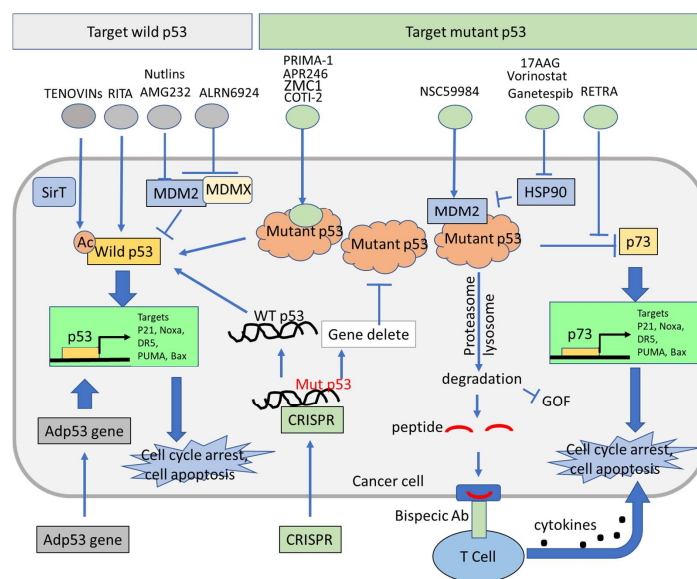 Target wild p53
Target mutant p53
TENOVINs
RITA
Nutlins
AMG232
ALRN6924
PRIMA-1
APR246
ZMC1
COTI-2
NSC59984
17AAG
Vorinostat
Ganetespib
RETRA
SirT
MDM2
MDMX
Ac
Wild p53
Mutant p53
Mutant p53
MDM2
Mutant p53
HSP90
p73
p53
Targets
P21, Noxa,
DR5,
PUMA, Bax
WT p53
Gene delete
Mut p53
CRISPR
Proteasome
lysosome
degradation
GOF
peptide
p73
Targets
P21, Noxa,
DR5,
PUMA, Bax
Adp53 gene
Cell cycle arrest,
cell apoptosis
Cell cycle arrest,
cell apoptosis
Cancer cell
Bispecic Ab
T Cell
cytokines
Adp53 gene
CRISPR